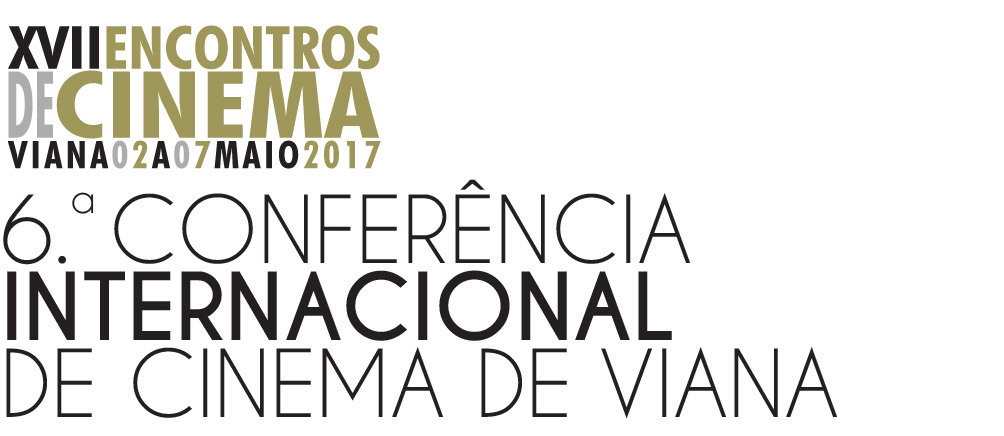 XVII ENCONTROS
DE CINEMA
VIANA 02 A 07 MAIO 2017
6.ª CONFERÊNCIA
INTERNACIONAL
DE CINEMA DE VIANA